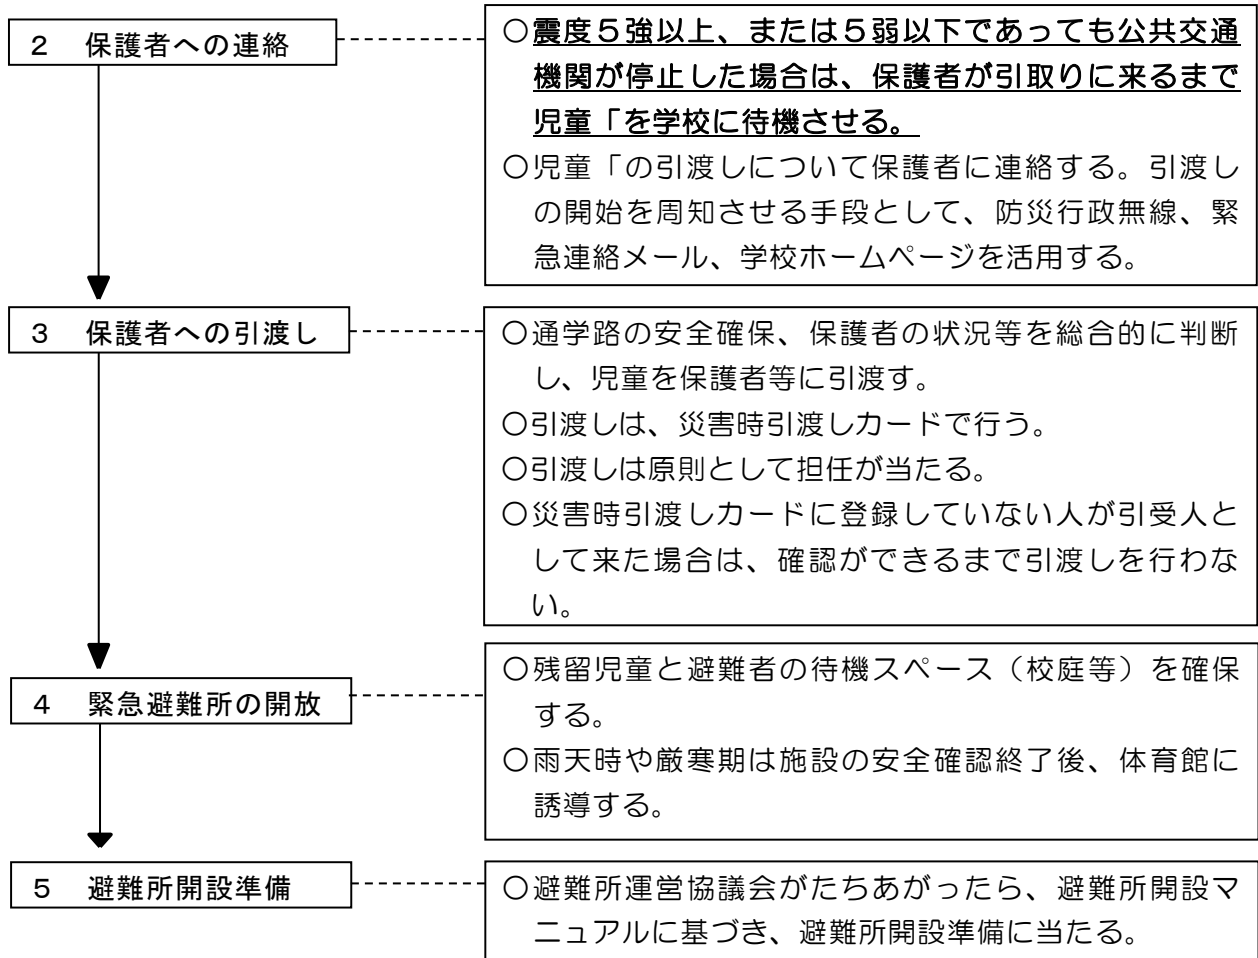 ２　保護者への連絡
○震度５強以上、または５弱以下であっても公共交通
機関が停止した場合は、保護者が引取りに来るまで
児童「を学校に待機させる。
○児童「の引渡しについて保護者に連絡する。引渡し
の開始を周知させる手段として、防災行政無線、緊
急連絡メール、学校ホームページを活用する。
３　保護者への引渡し
○通学路の安全確保、保護者の状況等を総合的に判断
し、児童を保護者等に引渡す。
○引渡しは、災害時引渡しカードで行う。
○引渡しは原則として担任が当たる。
○災害時引渡しカードに登録していない人が引受人と
して来た場合は、確認ができるまで引渡しを行わな
い。
４　緊急避難所の開放
○残留児童と避難者の待機スペース（校庭等）を確保
する。
○雨天時や厳寒期は施設の安全確認終了後、体育館に
誘導する。
５　避難所開設準備
○避難所運営協議会がたちあがったら、避難所開設マ
ニュアルに基づき、避難所開設準備に当たる。